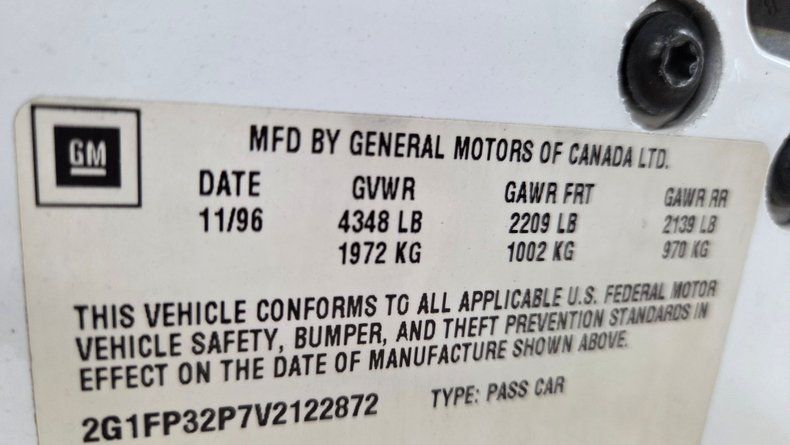 GM
MFD BY GENERAL MOTORS OF CANADA LTD.
DATE GVWR GAWR FRT GAWR RR
11/96 4348 LB 2209 LB 2139 LB
1972 KG 1002 KG 970 KG
THIS VEHICLE CONFORMS TO ALL APPLICABLE U.S. FEDERAL MOTOR
VEHICLE SAFETY, BUMPER, AND THEFT PREVENTION STANDARDS IN
EFFECT ON THE DATE OF MANUFACTURE SHOWN ABOVE.
2G1FP32P7V2122872 TYPE: PASS CAR